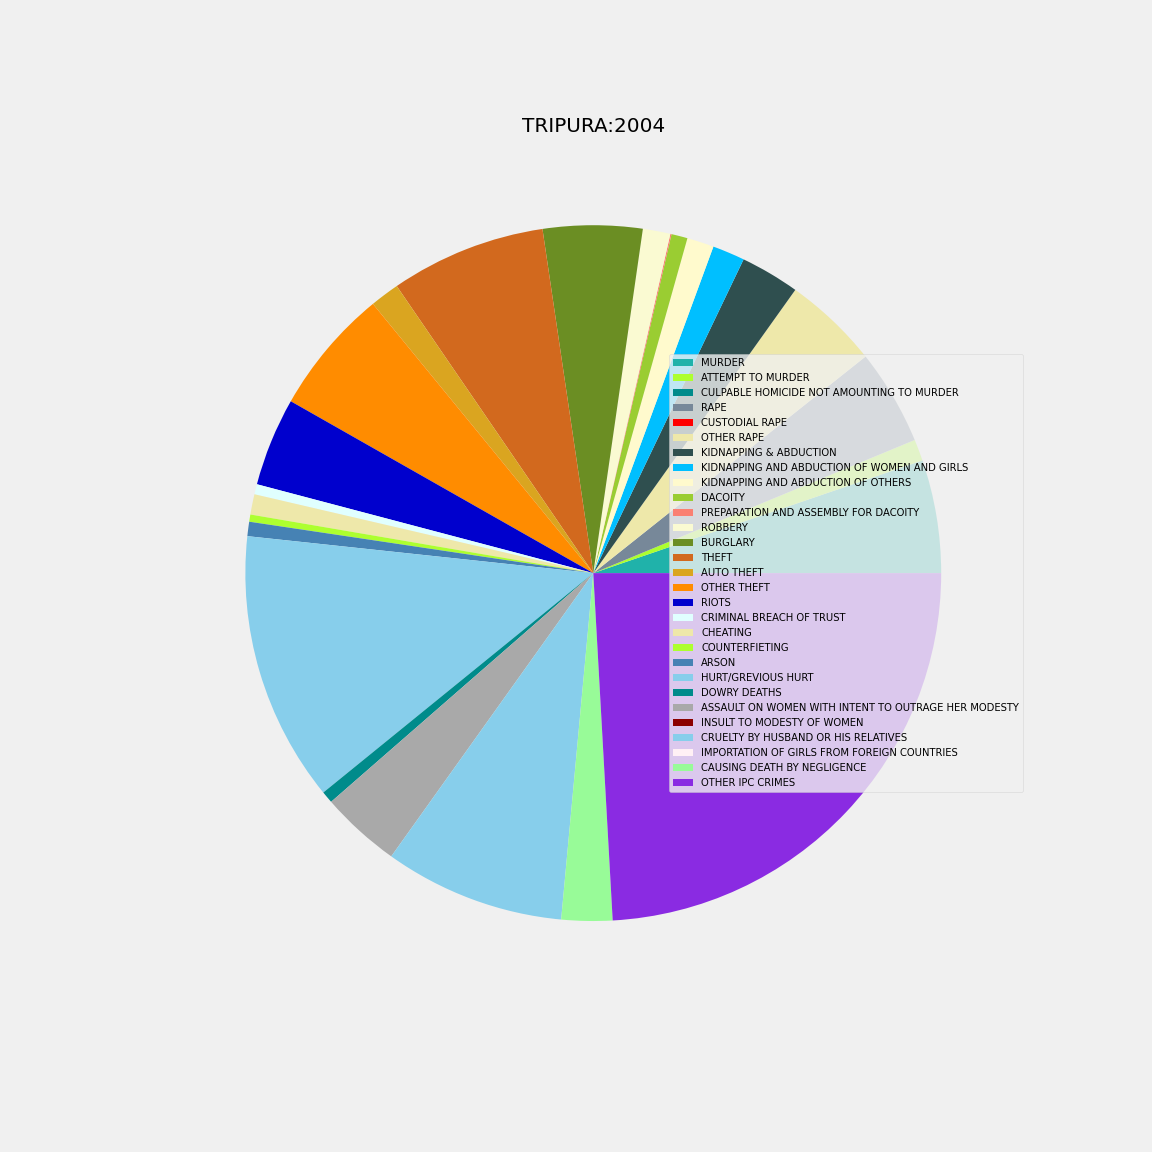 TRIPURA:2004
MURDER
ATTEMPT TO MURDER
CULPABLE HOMICIDE NOT AMOUNTING TO MURDER
RAPE
CUSTODIAL RAPE
OTHER RAPE
KIDNAPPING & ABDUCTION
KIDNAPPING AND ABDUCTION OF WOMEN AND GIRLS
KIDNAPPING AND ABDUCTION OF OTHERS
DACOITY
PREPARATION AND ASSEMBLY FOR DACOITY
ROBBERY
BURGLARY
THEFT
AUTO THEFT
OTHER THEFT
RIOTS
CRIMINAL BREACH OF TRUST
CHEATING
COUNTERFIETING
ARSON
HURT/GREVIOUS HURT
DOWRY DEATHS
ASSAULT ON WOMEN WITH INTENT TO OUTRAGE HER MODESTY
INSULT TO MODESTY OF WOMEN
CRUELTY BY HUSBAND OR HIS RELATIVES
IMPORTATION OF GIRLS FROM FOREIGN COUNTRIES
CAUSING DEATH BY NEGLIGENCE
OTHER IPC CRIMES